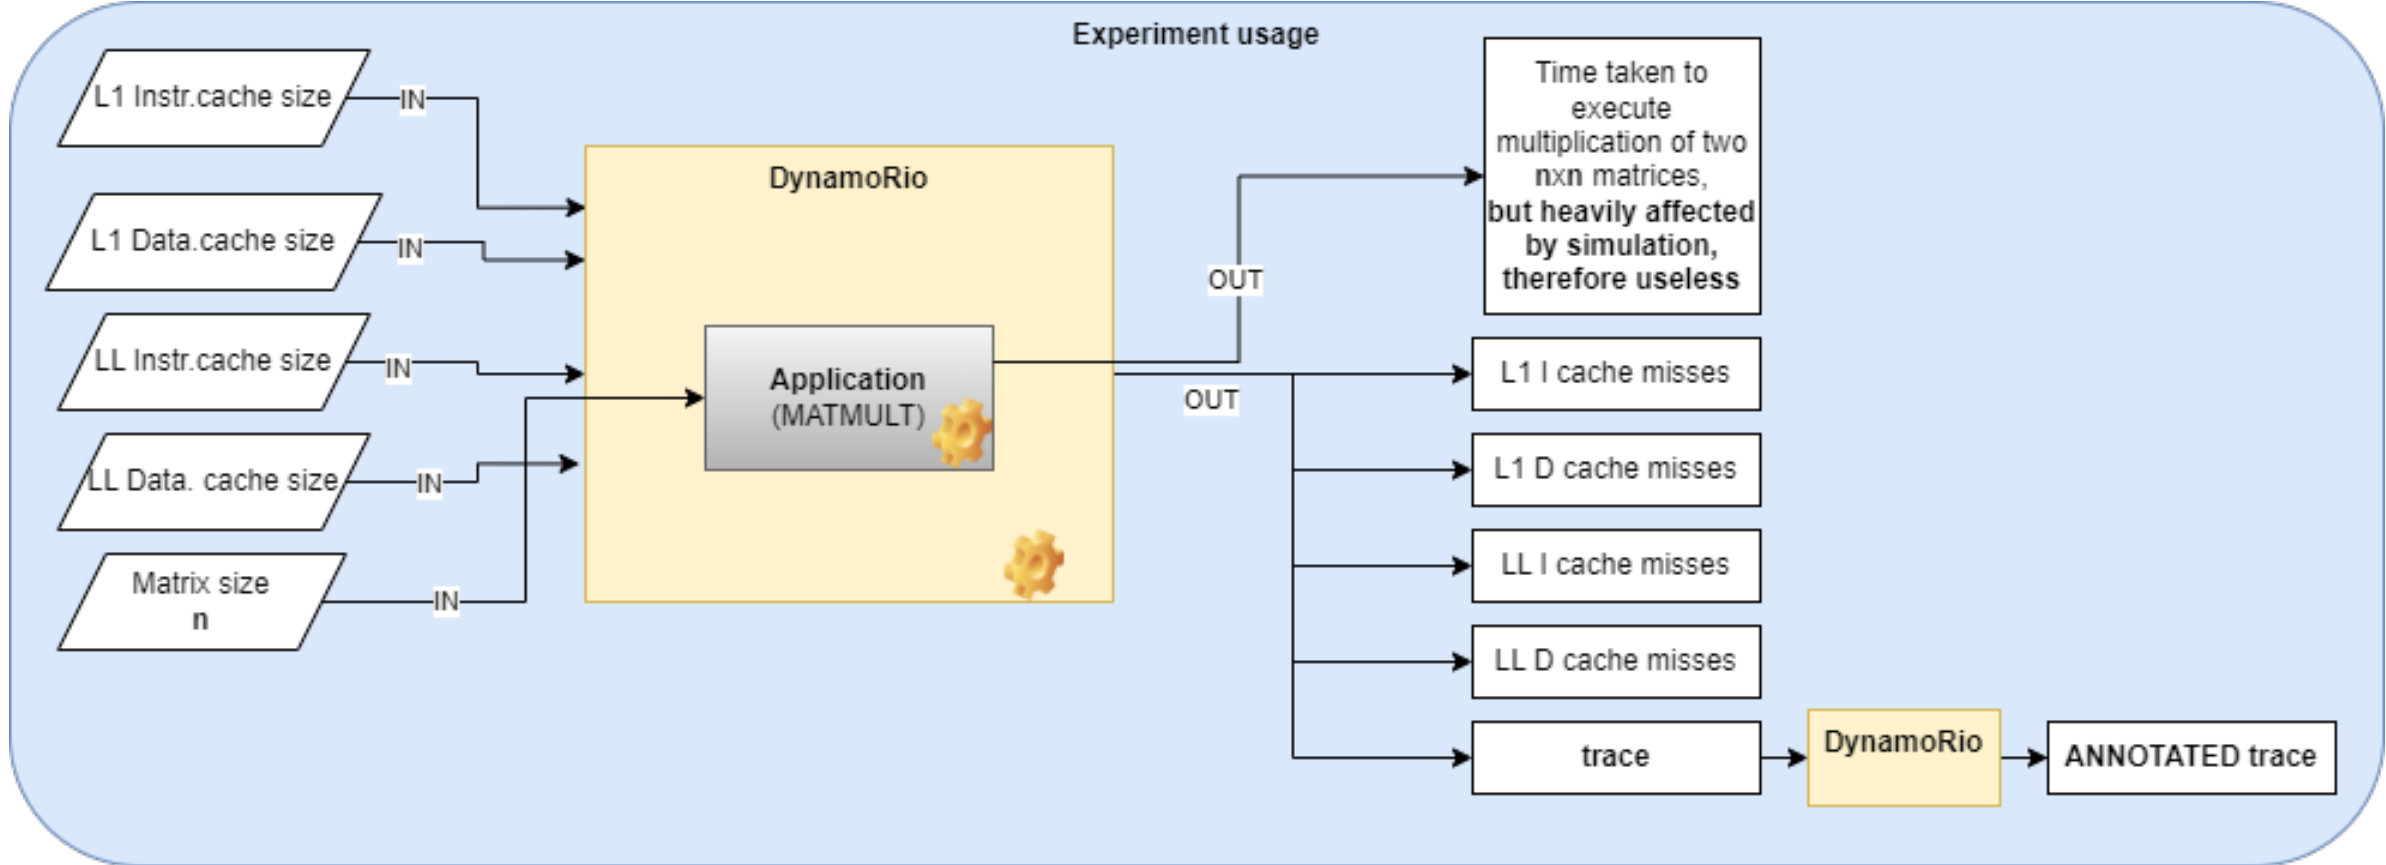 Experiment usage
L1 Instr.cache size
IN
L1 Data.cache size
IN
LL Instr.cache size
IN
LL Data. cache size
IN
Matrix size
n
IN
DynamoRio
Application
(MATMULT)
OUT
OUT
Time taken to
execute
multiplication of two
nxn matrices,
but heavily affected
by simulation,
therefore useless
L1 I cache misses
L1 D cache misses
LL I cache misses
LL D cache misses
trace
DynamoRio
ANNOTATED trace